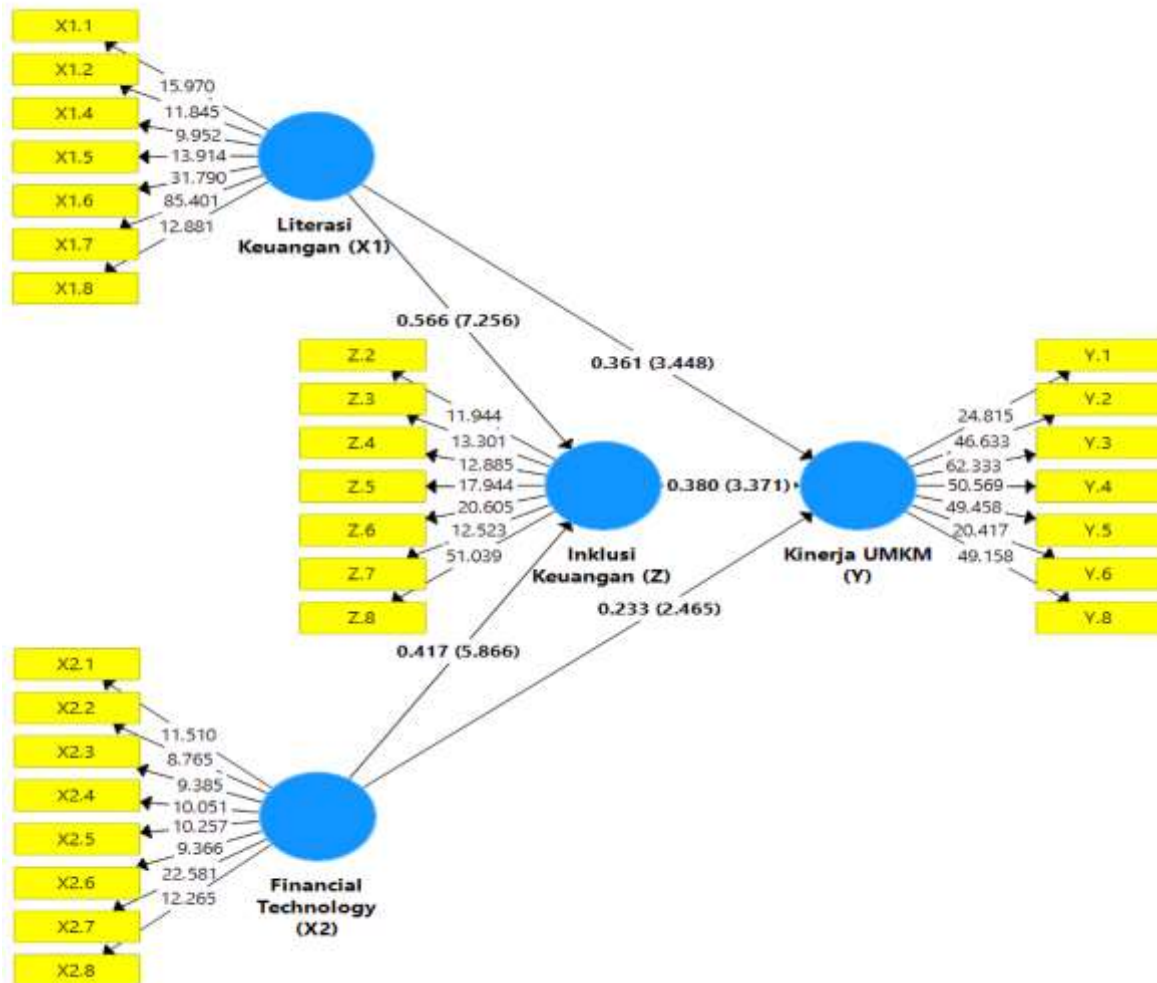 X1.1
X1.2
X1.4
X1.5
X1.6
X1.7
X1.8
15.970
11.845
9.952
13.914
31.790
85.401
12.881
Literasi
Keuangan (X1)
0.566 (7.256)
0.361 (3.448)
Z.2
Z.3
Z.4
Z.5
Z.6
Z.7
Z.8
11.944
13.301
12.885
17.944
20.605
12.523
51.039
Inklusi
Keuangan (Z)
0.380 (3.371)
Kinerja UMKM
(Y)
24.815
46.633
62.333
50.569
49.458
20.417
49.158
Y.1
Y.2
Y.3
Y.4
Y.5
Y.6
Y.8
0.417 (5.866)
0.233 (2.465)
X2.1
X2.2
X2.3
X2.4
X2.5
X2.6
X2.7
X2.8
11.510
8.765
9.385
10.051
10.257
9.366
22.581
12.265
Financial
Technology
(X2)